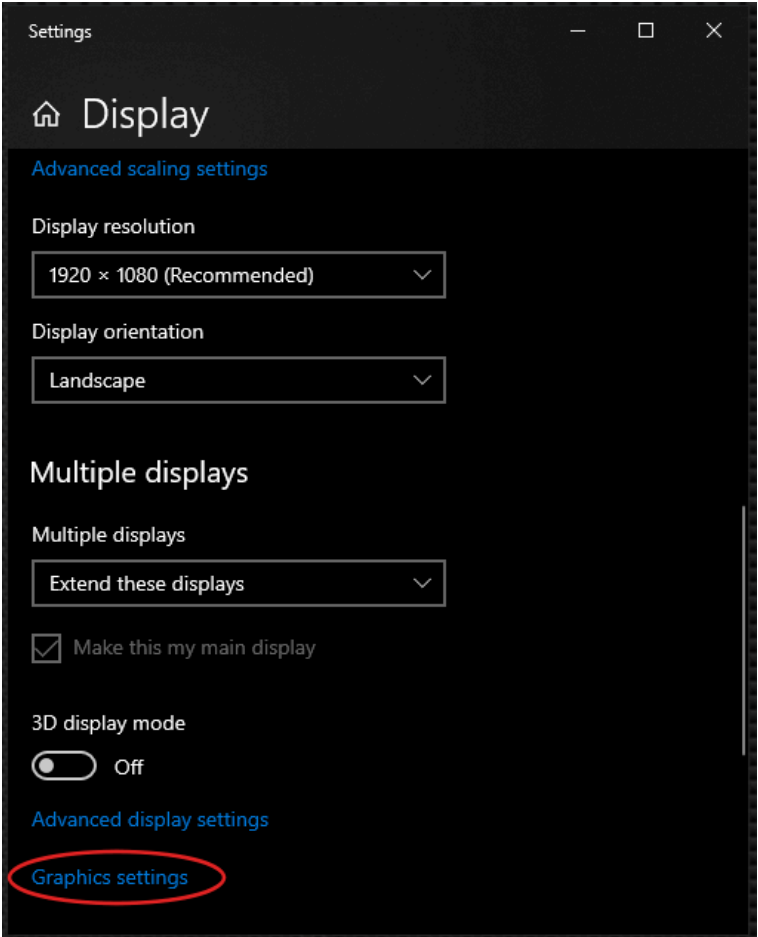 Settings
Display
Advanced scaling settings
Display resolution
1920 × 1080 (Recommended)
Display orientation
Landscape
Multiple displays
Multiple displays
Extend these displays
Make this my main display
3D display mode
Off
Advanced display settings
Graphics settings